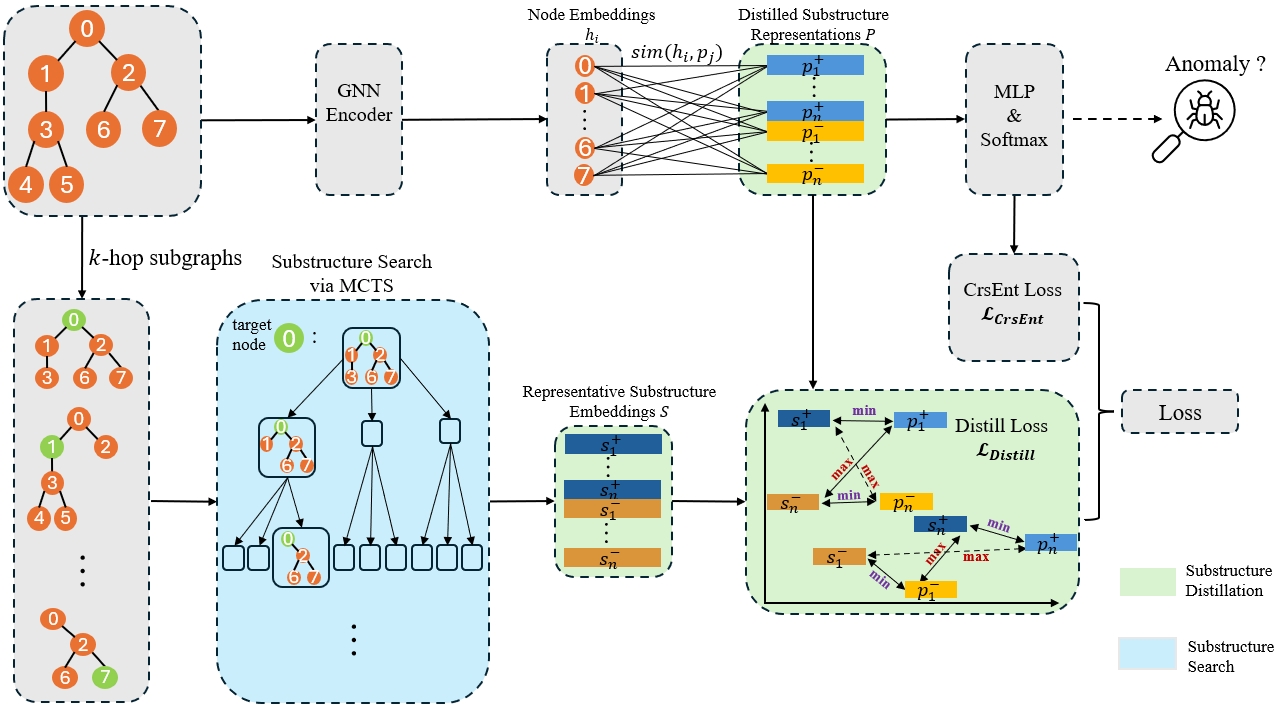 0
1
2
3
6
7
4
5
GNN
Encoder
Node Embeddings
h_i
0
1
⋮
6
7
sim(h_i, p_j)
Distilled Substructure
Representations P
p_1^+
⋮
p_n^+
p_1^-
⋮
p_n^-
MLP
&
Softmax
Anomaly ?
k-hop subgraphs
0
1
2
3
6
7
0
1
2
3
4
5
⋮
0
2
6
7
Substructure Search
via MCTS
target
node
0 :
0
1
2
3
6
7
0
1
2
6
7
0
2
6
7
⋮
Representative Substructure
Embeddings S
s_1^+
⋮
s_n^+
s_1^-
⋮
s_n^-
CrsEnt Loss
ℒ_CrsEnt
Loss
Distill Loss
ℒ_Distill
s_1^+
min
p_1^+
max
max
s_n^-
min
p_n^-
s_n^+
min
p_n^+
s_1^-
max
max
min
p_1^-
Substructure
Distillation
Substructure
Search